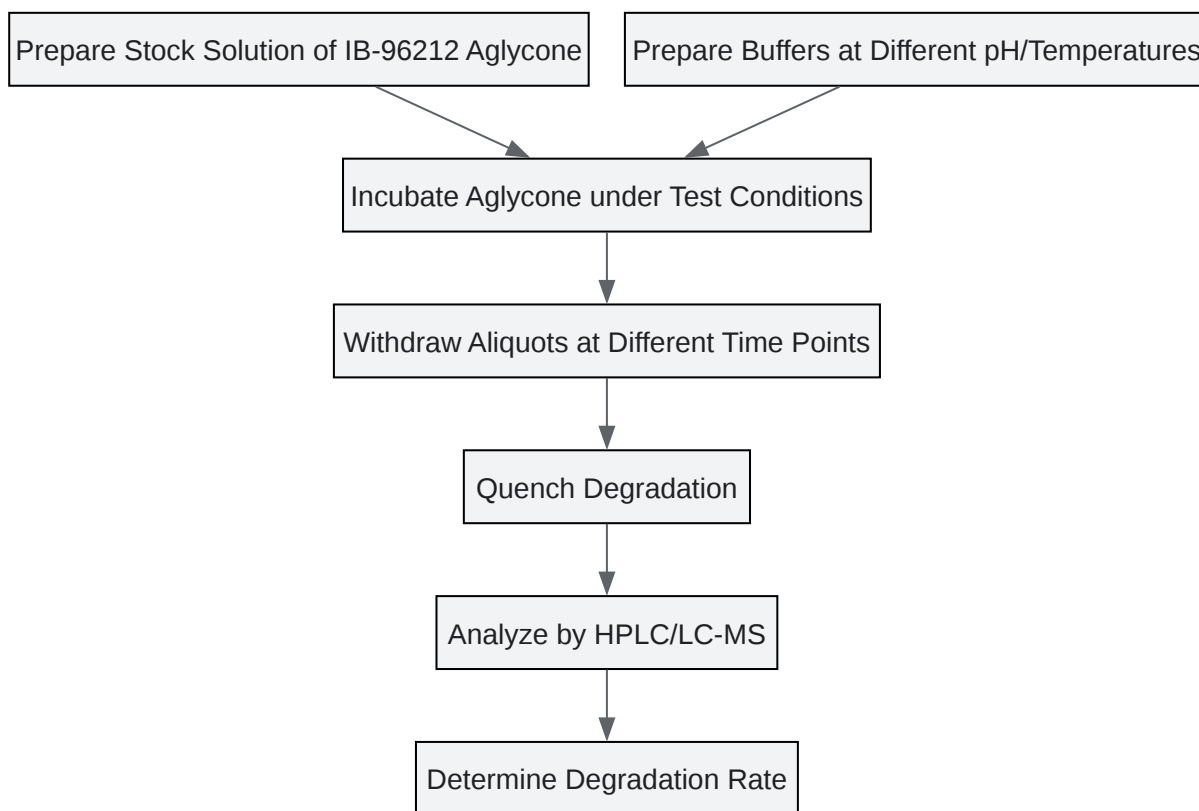 Prepare Stock Solution of IB-96212 Aglycone
Prepare Buffers at Different pH/Temperatures
Incubate Aglycone under Test Conditions
Withdraw Aliquots at Different Time Points
Quench Degradation
Analyze by HPLC/LC-MS
Determine Degradation Rate